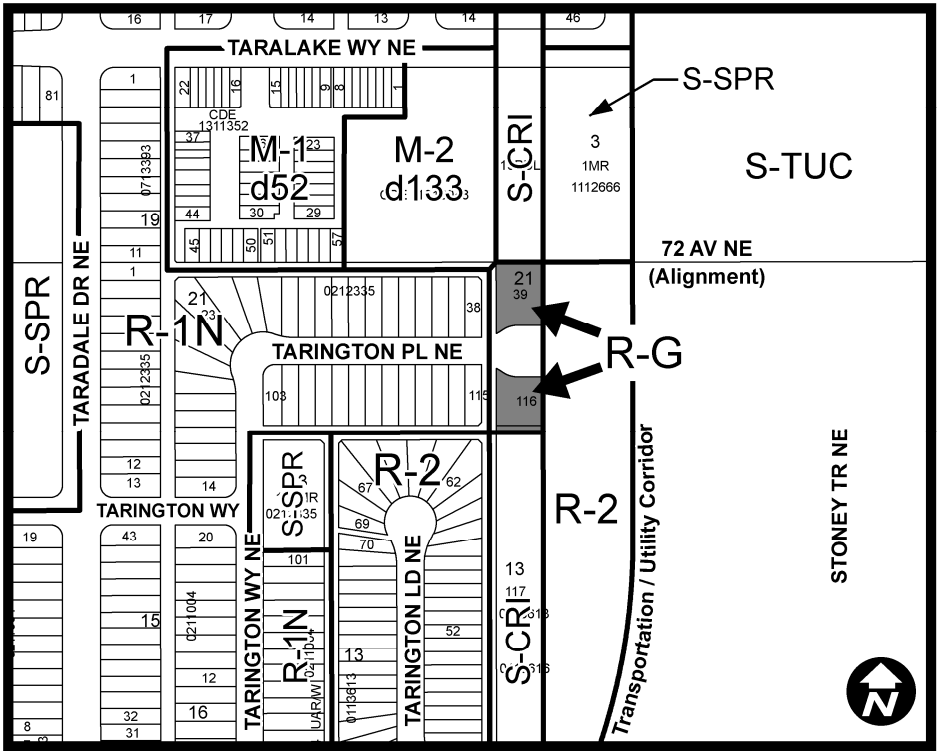 16
17
14
13
14
46
TARALAKE WY NE
81
1
22
16
15
9
8
1
S-SPR
CDE
1311352
S-CRI
3
1MR
1112666
S-TUC
37
23
M-1
d52
M-2
d133
0713393
19
44
30
29
45
50
51
57
11
1
72 AV NE
(Alignment)
S-SPR
TARADALE DR NE
21
23
R-1N
0212335
38
21
39
R-G
TARINGTON PL NE
0212335
103
115
116
12
13
14
S-SPR
R-2
67
62
69
70
TARINGTON WY
R-2
Transportation / Utility Corridor
STONEY TR NE
19
43
20
TARINGTON WY NE
101
TARINGTON LD NE
13
117
S-CRI
15
0211004
R-1N
52
13
0113613
12
16
UAR/W
32
31
8
3
N